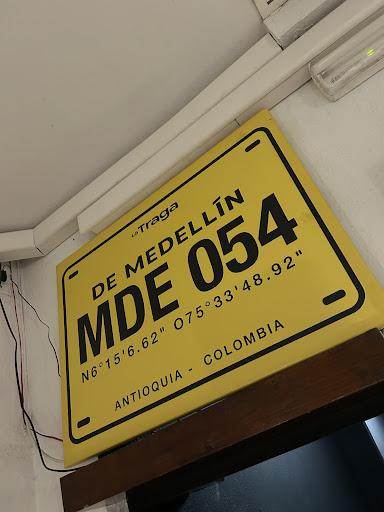 La Traga
DE MEDELLÍN
MDE 054
N6°15'6.62" O75°33'48.92"
ANTIOQUIA - COLOMBIA